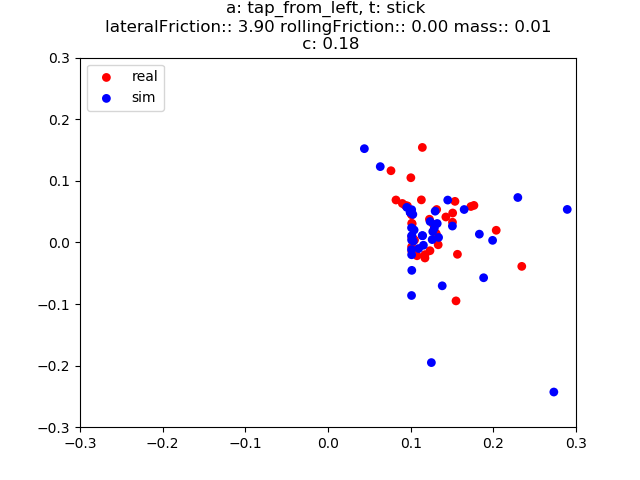 a: tap_from_left, t: stick
lateralFriction:: 3.90 rollingFriction:: 0.00 mass:: 0.01
c: 0.18
real
sim
0.3
0.2
0.1
0.0
−0.1
−0.2
−0.3
−0.3 −0.2 −0.1 0.0 0.1 0.2 0.3